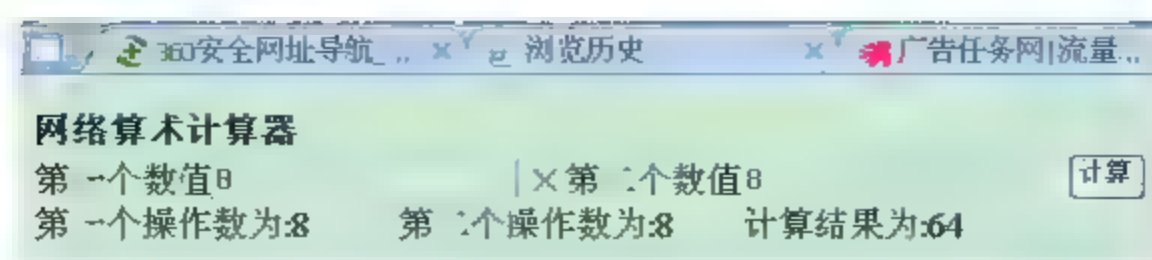 360安全网址导航_ .. × 浏览历史 × 广告任务网|流量...
网络算术计算器
第一个数值8 × 第二个数值8 计算
第一个操作数为:8 第二个操作数为:8 计算结果为:64